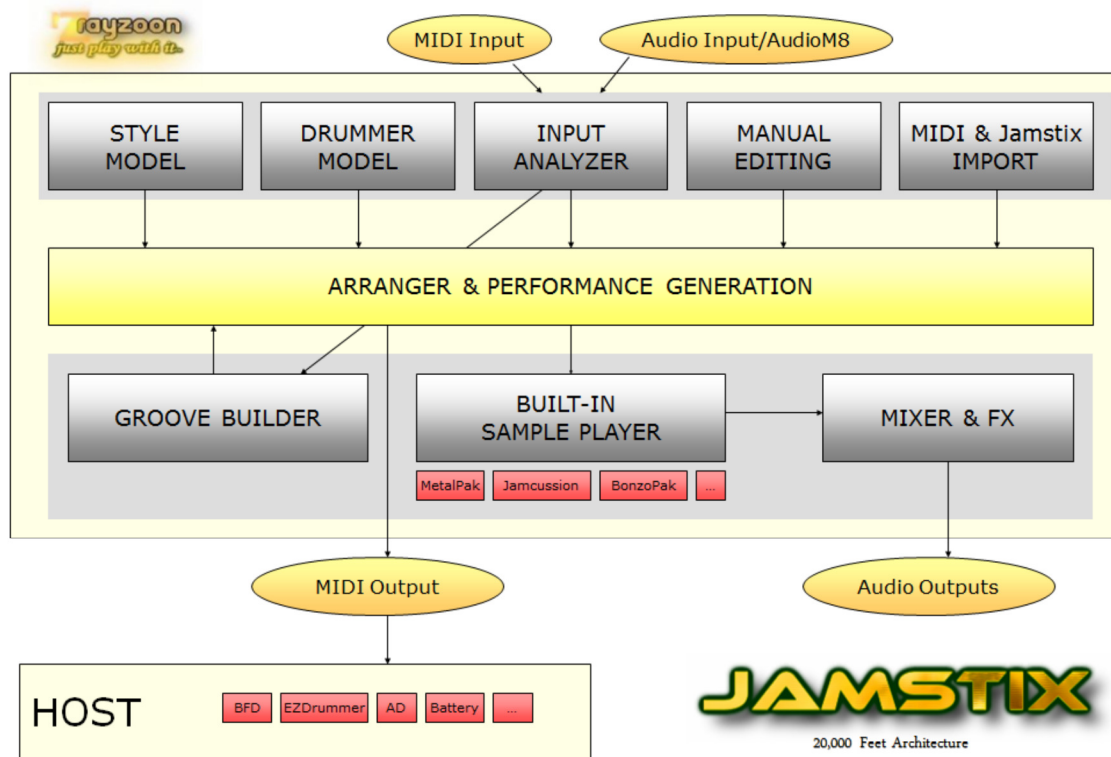 rayzoon
just play with it.
MIDI Input
Audio Input/AudioM8
STYLE
MODEL
DRUMMER
MODEL
INPUT
ANALYZER
MANUAL
EDITING
MIDI & Jamstix
IMPORT
ARRANGER & PERFORMANCE GENERATION
GROOVE BUILDER
BUILT-IN
SAMPLE PLAYER
MIXER & FX
MetalPak
Jamcussion
BonzoPak
...
MIDI Output
Audio Outputs
HOST
BFD
EZDrummer
AD
Battery
...
JAMSTIX
20,000 Feet Architecture